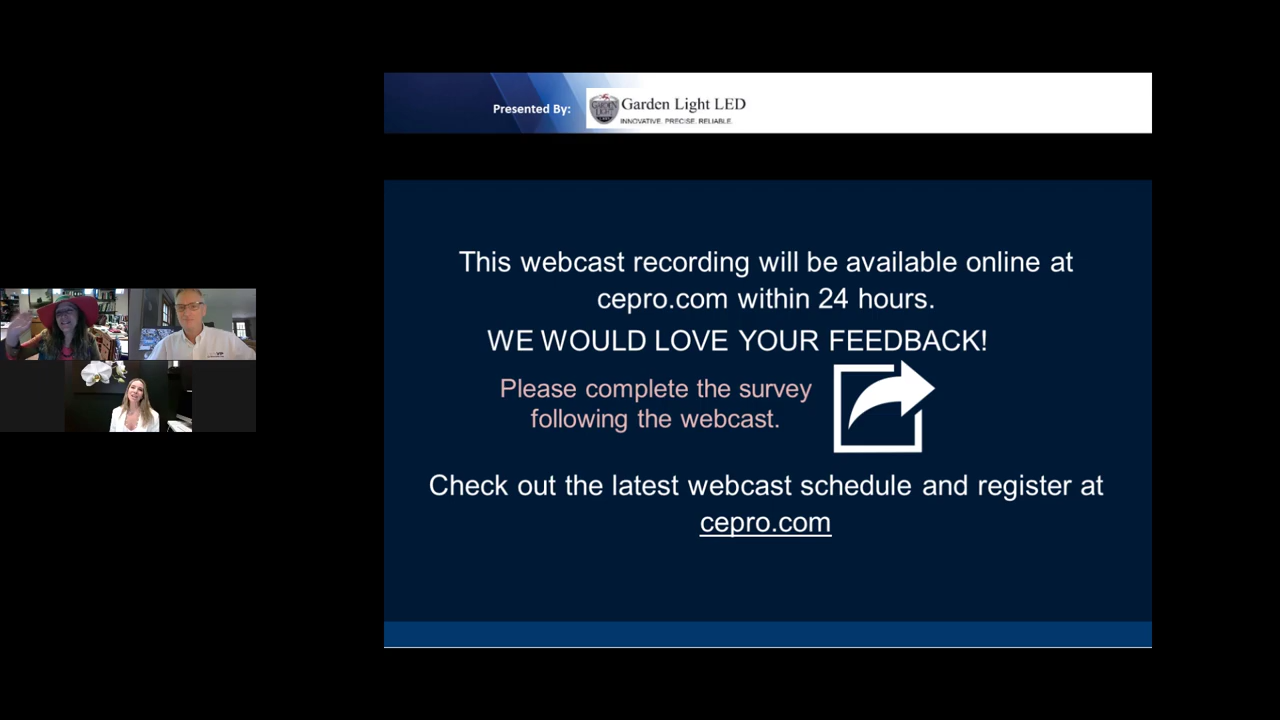 Presented By:
Garden Light LED
INNOVATIVE. PRECISE. RELIABLE.
This webcast recording will be available online at
cepro.com within 24 hours.
WE WOULD LOVE YOUR FEEDBACK!
Please complete the survey
following the webcast.
Check out the latest webcast schedule and register at
cepro.com